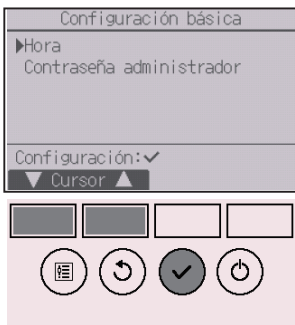 Configuración básica
▶Hora
Contraseña administrador
Configuración:✓
▼ Cursor ▲